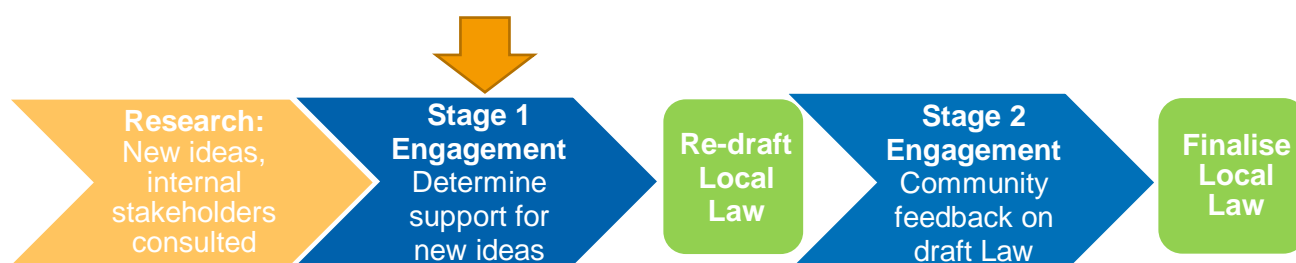 Research:
New ideas,
internal
stakeholders
consulted
Stage 1
Engagement
Determine
support for
new ideas
Re-draft
Local
Law
Stage 2
Engagement
Community
feedback on
draft Law
Finalise
Local
Law